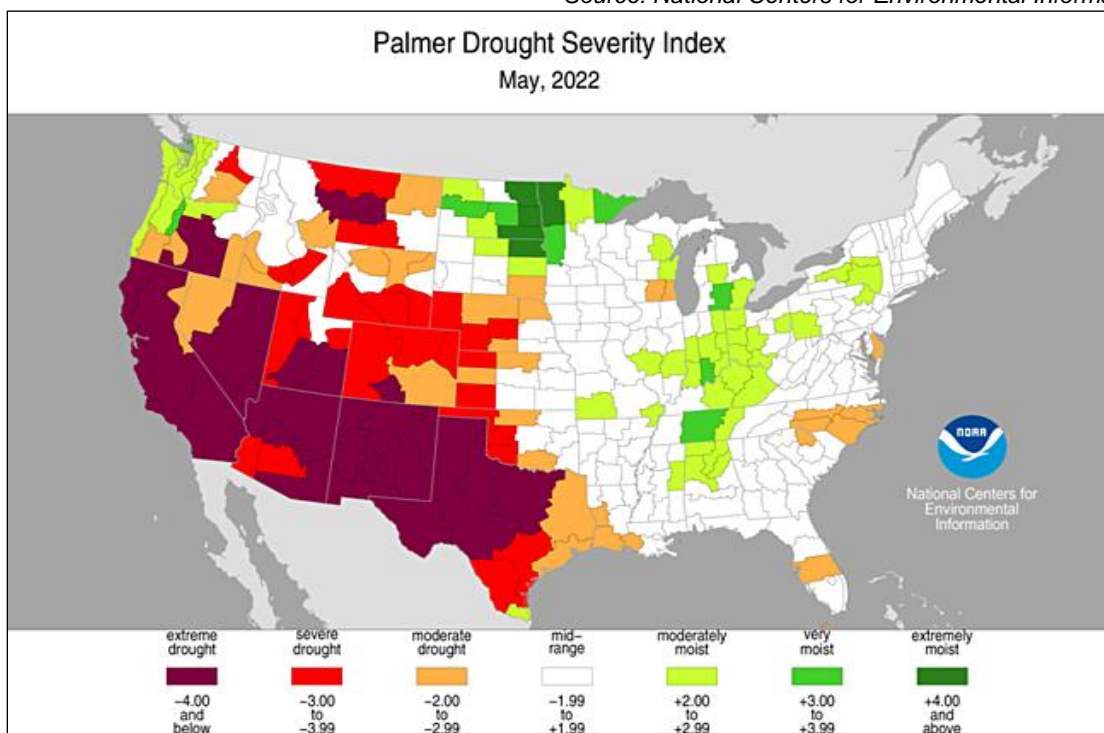 Source: National Centers for Environmental
Palmer Drought Severity Index
May, 2022
NOAA
National Centers for
Environmental
Information
extreme
drought
severe
drought
moderate
drought
mid–
range
moderately
moist
very
moist
extremely
moist
−4.00
and
below
−3.00
to
−3.99
−2.00
to
−2.99
−1.99
to
+1.99
+2.00
to
+2.99
+3.00
to
+3.99
+4.00
and
above